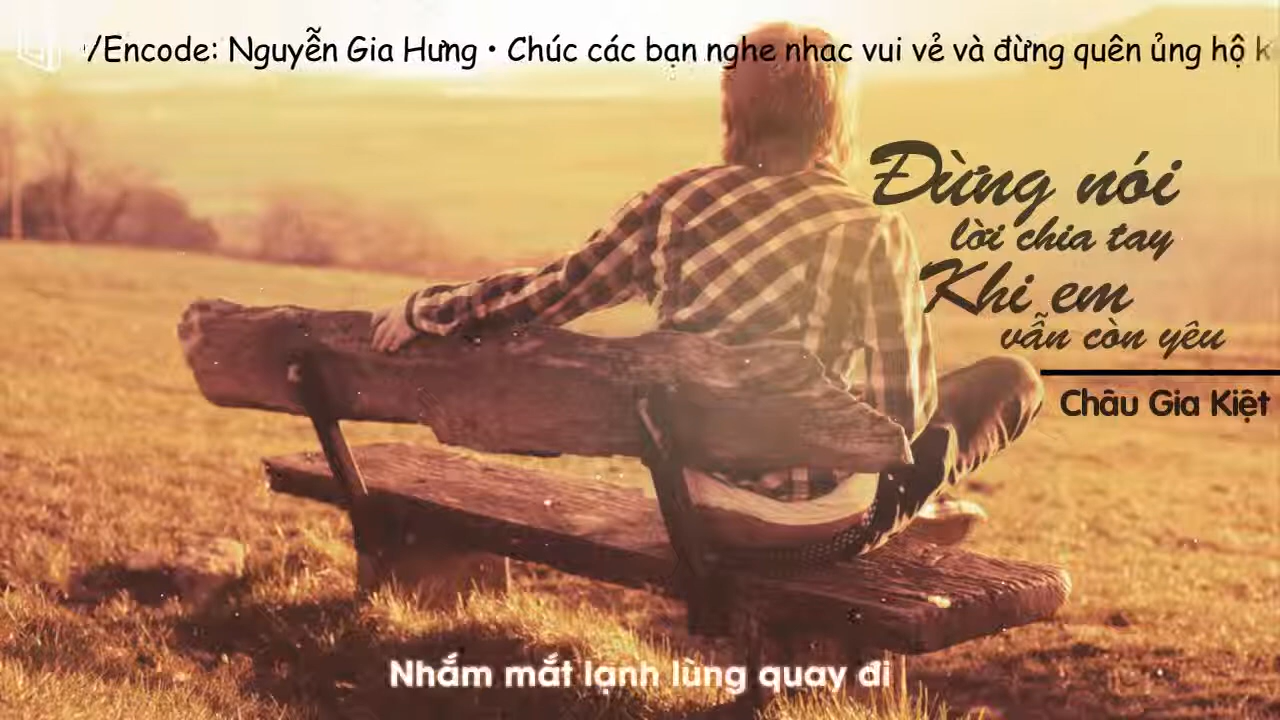 /Encode: Nguyễn Gia Hưng • Chúc các bạn nghe nhạc vui vẻ và đừng quên ủng hộ k
Đừng nói
lời chia tay
Khi em
vẫn còn yêu
Châu Gia Kiệt
Nhắm mắt lạnh lùng quay đi